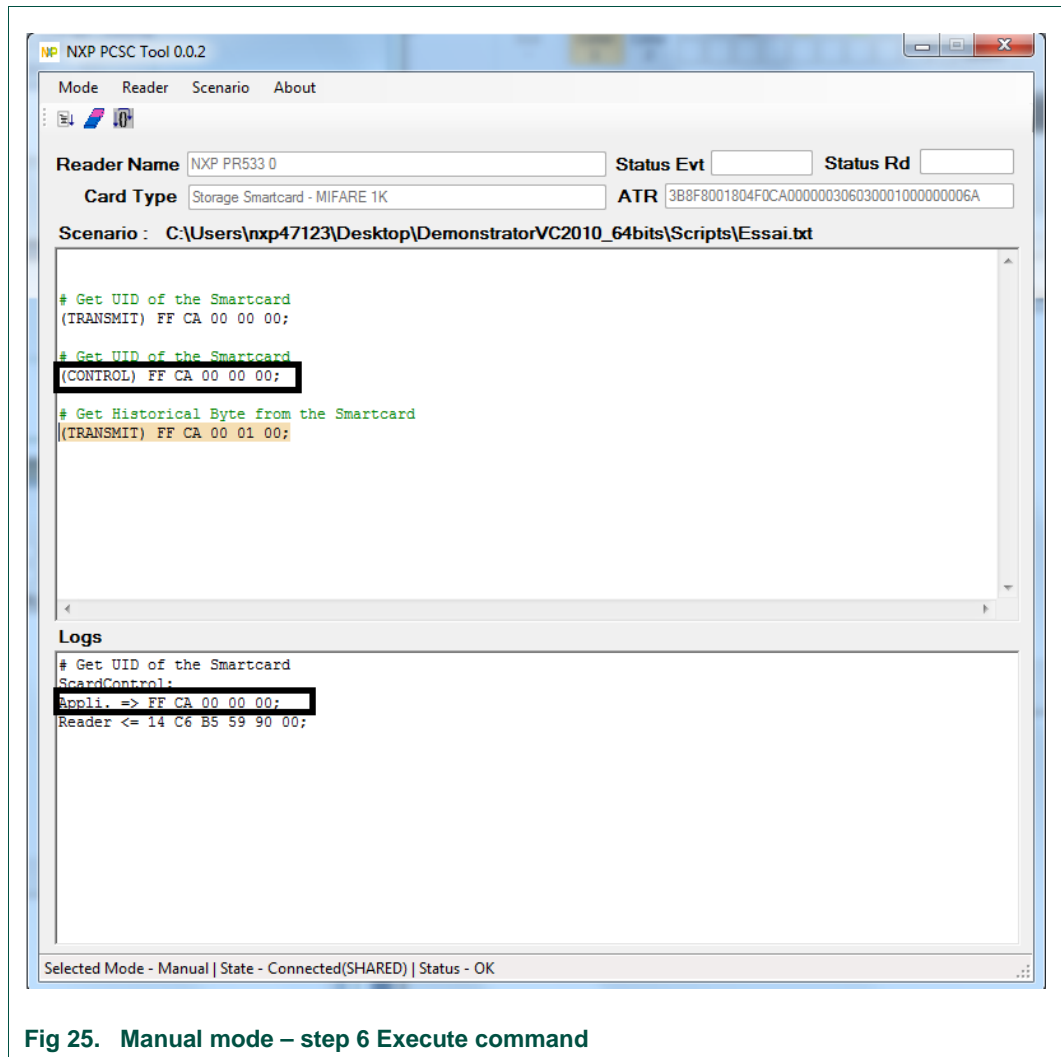 NXP PCSC Tool 0.0.2
Mode Reader Scenario About
Reader Name NXP PR533 0 Status Evt Status Rd
Card Type Storage Smartcard - MIFARE 1K ATR 3B8F8001804F0CA000000306030001000000006A
Scenario : C:\Users\nxp47123\Desktop\DemonstratorVC2010_64bits\Scripts\Essai.txt
# Get UID of the Smartcard
(TRANSMIT) FF CA 00 00 00;
# Get UID of the Smartcard
(CONTROL) FF CA 00 00 00;
# Get Historical Byte from the Smartcard
(TRANSMIT) FF CA 00 01 00;
Logs
# Get UID of the Smartcard
ScardControl:
Appli. => FF CA 00 00 00;
Reader <= 14 C6 B5 59 90 00;
Selected Mode - Manual | State - Connected(SHARED) | Status - OK
Fig 25. Manual mode – step 6 Execute command